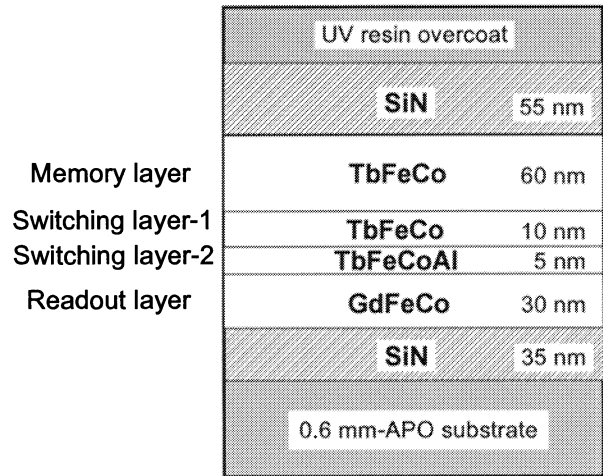 UV resin overcoat
SiN 55 nm
Memory layer TbFeCo 60 nm
Switching layer-1 TbFeCo 10 nm
Switching layer-2 TbFeCoAl 5 nm
Readout layer GdFeCo 30 nm
SiN 35 nm
0.6 mm-APO substrate